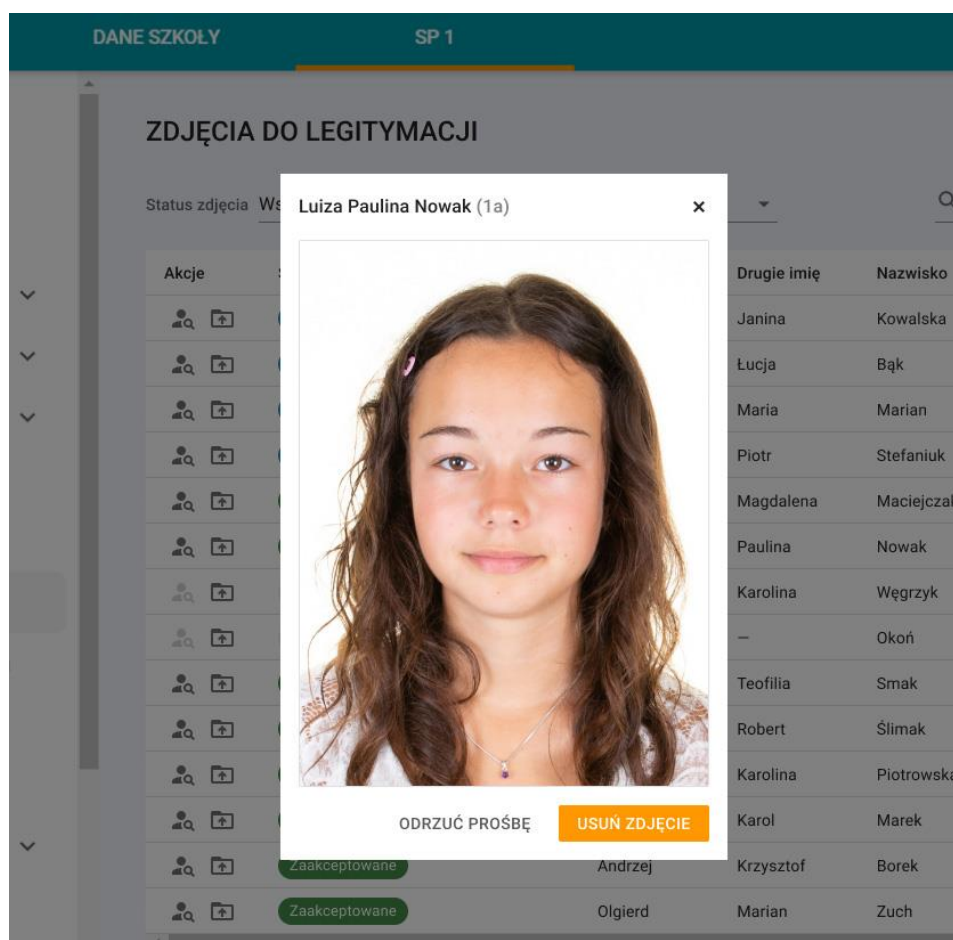 DANE SZKOŁY SP 1
ZDJĘCIA DO LEGITYMACJI
Status zdjęcia
Luiza Paulina Nowak (1a) ×
Akcje Drugie imię Nazwisko
Janina Kowalska
Łucja Bąk
Maria Marian
Piotr Stefaniuk
Magdalena
Paulina Nowak
Karolina Węgrzyk
– Okoń
Teofilia Smak
Robert Ślimak
Karolina Piotrowska
Karol Marek
ODRZUĆ PROŚBĘ USUŃ ZDJĘCIE
Zaakceptowane Andrzej Krzysztof Borek
Zaakceptowane Olgierd Marian Zuch